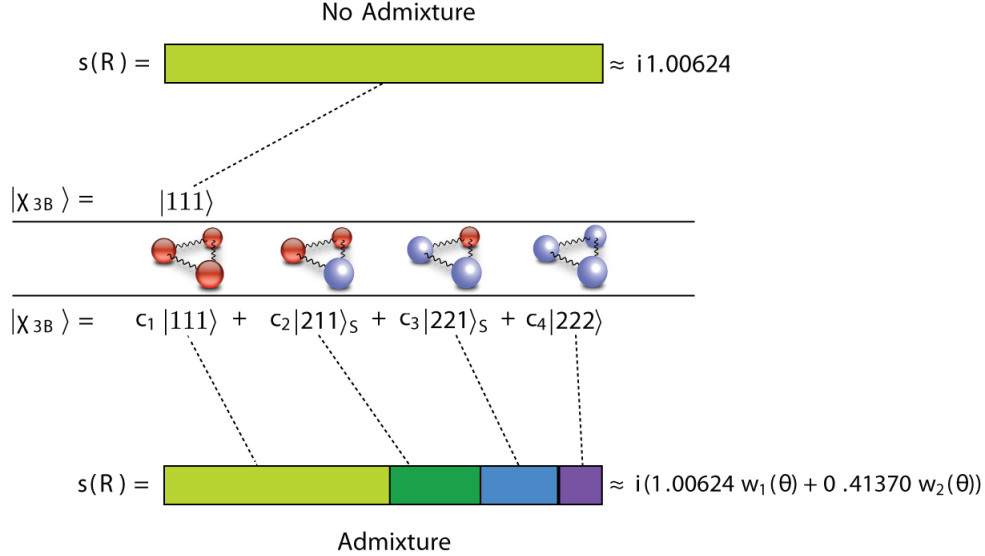 No Admixture
s(R) = ≈ i1.00624
|χ₃B ⟩ = |111⟩
|χ₃B ⟩ = c₁|111⟩ + c₂|211⟩S + c₃|221⟩S + c₄|222⟩
s(R) = ≈ i(1.00624 w₁(θ) + 0 .41370 w₂(θ))
Admixture